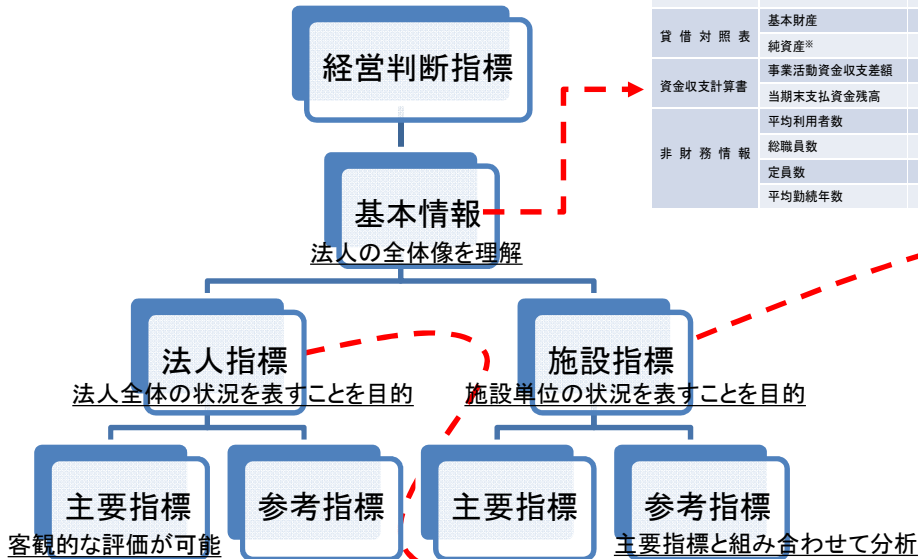 経営判断指標
基本情報
法人の全体像を理解
法人指標
法人全体の状況を表すことを目的
施設指標
施設単位の状況を表すことを目的
主要指標
客観的な評価が可能
参考指標
主要指標
参考指標
主要指標と組み合わせて分析
貸借対照表
基本財産
純資産※
資金収支計算書
事業活動資金収支差額
当期末支払資金残高
非財務情報
平均利用者数
総職員数
定員数
平均勤続年数